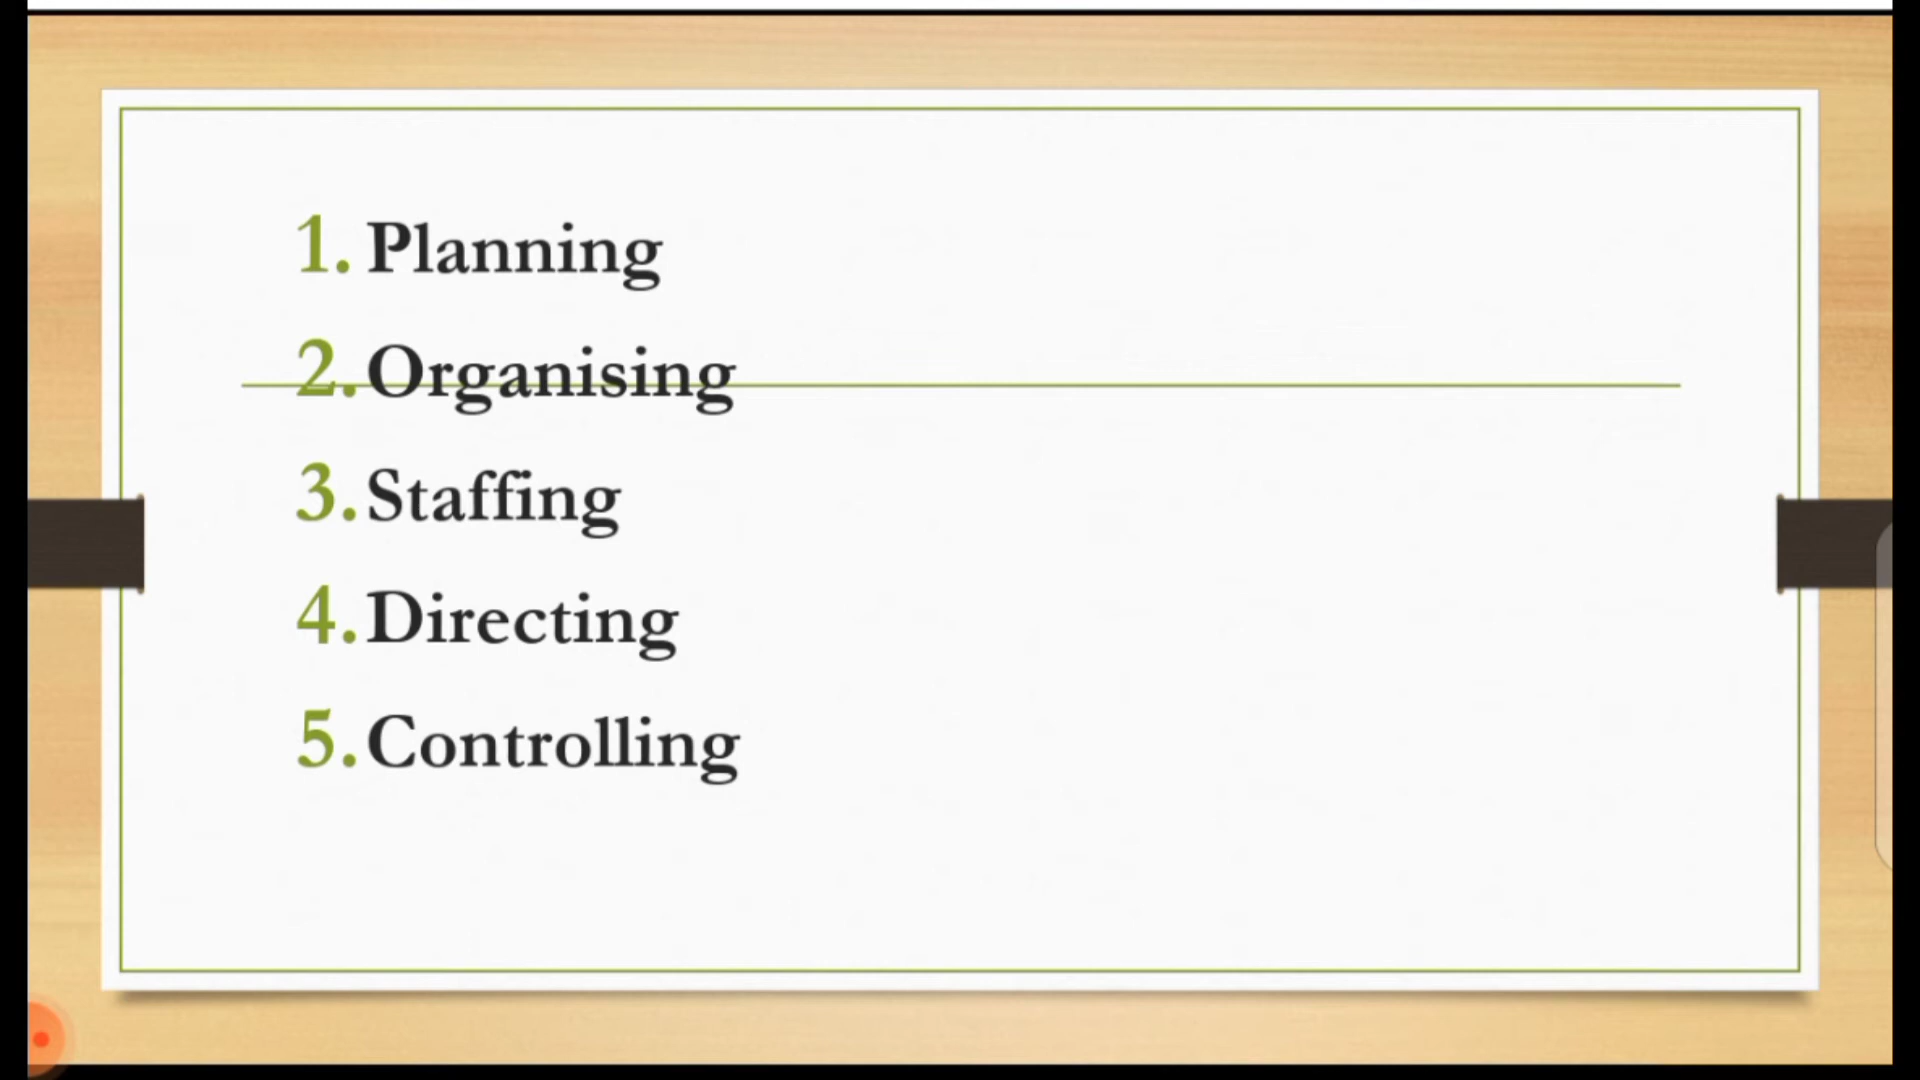 1. Planning
2. Organising
3. Staffing
4. Directing
5. Controlling